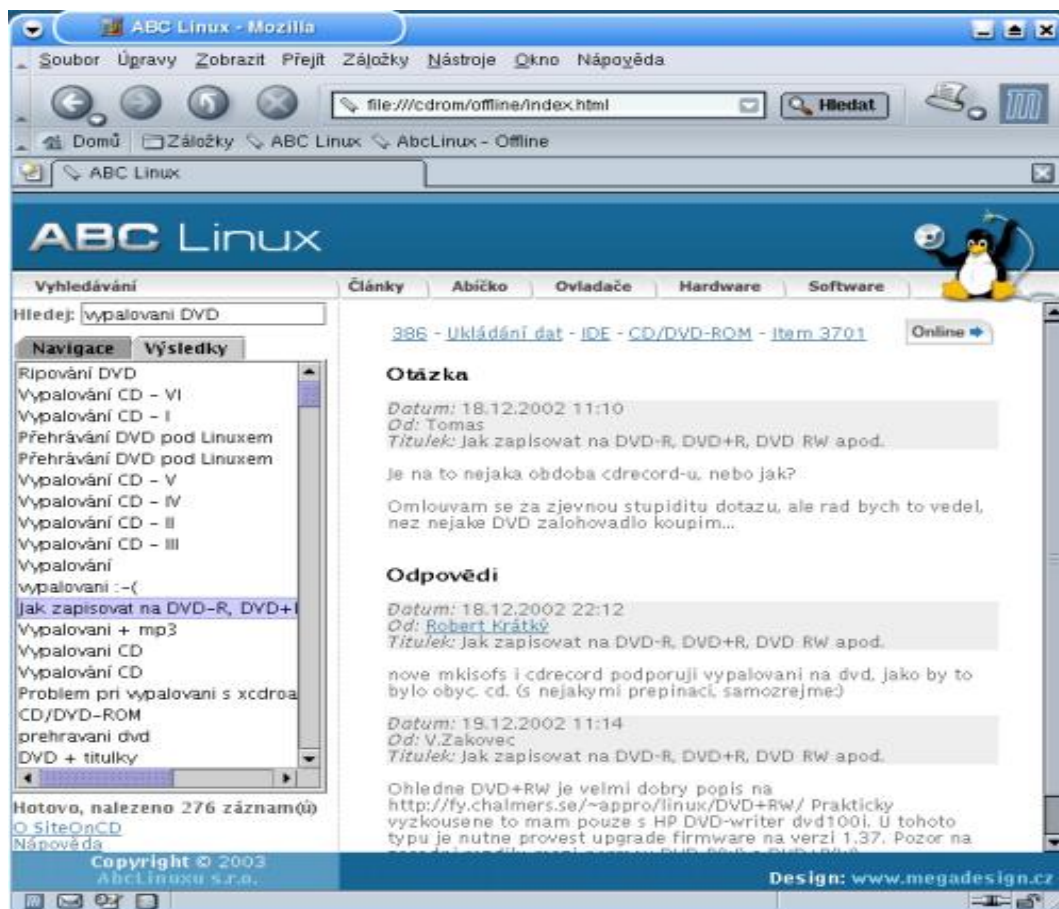 ABC Linux - Mozilla
Soubor Úpravy Zobrazit Přejít Záložky Nástroje Okno Nápověda
file:///cdrom/offline/index.html
Hledat
Domů Záložky ABC Linux AbcLinux - Offline
ABC Linux
ABC Linux
Vyhledávání
Články Abíčko Ovladače Hardware Software
Hledej: vypalovani DVD
Navigace Výsledky
Ripování DVD
Vypalování CD - VI
Vypalování CD - I
Přehrávání DVD pod Linuxem
Přehrávání DVD pod Linuxem
Vypalování CD - V
Vypalování CD - IV
Vypalování CD - II
Vypalování CD - III
Vypalování
vypalovani :-(
Jak zapisovat na DVD-R, DVD+
Vypalovani + mp3
Vypalovani CD
Vypalování CD
Problem pri vypalovani s xcdroa
CD/DVD-ROM
prehravani dvd
DVD + titulky
Hotovo, nalezeno 276 záznam(ů)
O SiteOnCD
Nápověda
386 - Ukládání dat - IDE - CD/DVD-ROM - Item 3701
Online
Otázka
Datum: 18.12.2002 11:10
Od: Tomas
Titulek: Jak zapisovat na DVD-R, DVD+R, DVD RW apod.
Je na to nejaka obdoba cdrecord-u, nebo jak?
Omlouvam se za zjevnou stupiditu dotazu, ale rad bych to vedel,
nez nejake DVD zalohovadlo koupim...
Odpovědi
Datum: 18.12.2002 22:12
Od: Robert Krátký
Titulek: Jak zapisovat na DVD-R, DVD+R, DVD RW apod.
nove mkisofs i cdrecord podporuji vypalovani na dvd, jako by to
bylo obyc. cd. (s nejakymi prepinaci, samozrejme:)
Datum: 19.12.2002 11:14
Od: V.Zakovec
Titulek: Jak zapisovat na DVD-R, DVD+R, DVD RW apod.
Ohledne DVD+RW je velmi dobry popis na
http://fy.chalmers.se/~appro/linux/DVD+RW/ Prakticky
vyzkousene to mam pouze s HP DVD-writer dvd100i. U tohoto
typu je nutne provest upgrade firmware na verzi 1.37. Pozor na
Copyright © 2003
AbcLinuxu s.r.o.
Design: www.megadesign.cz